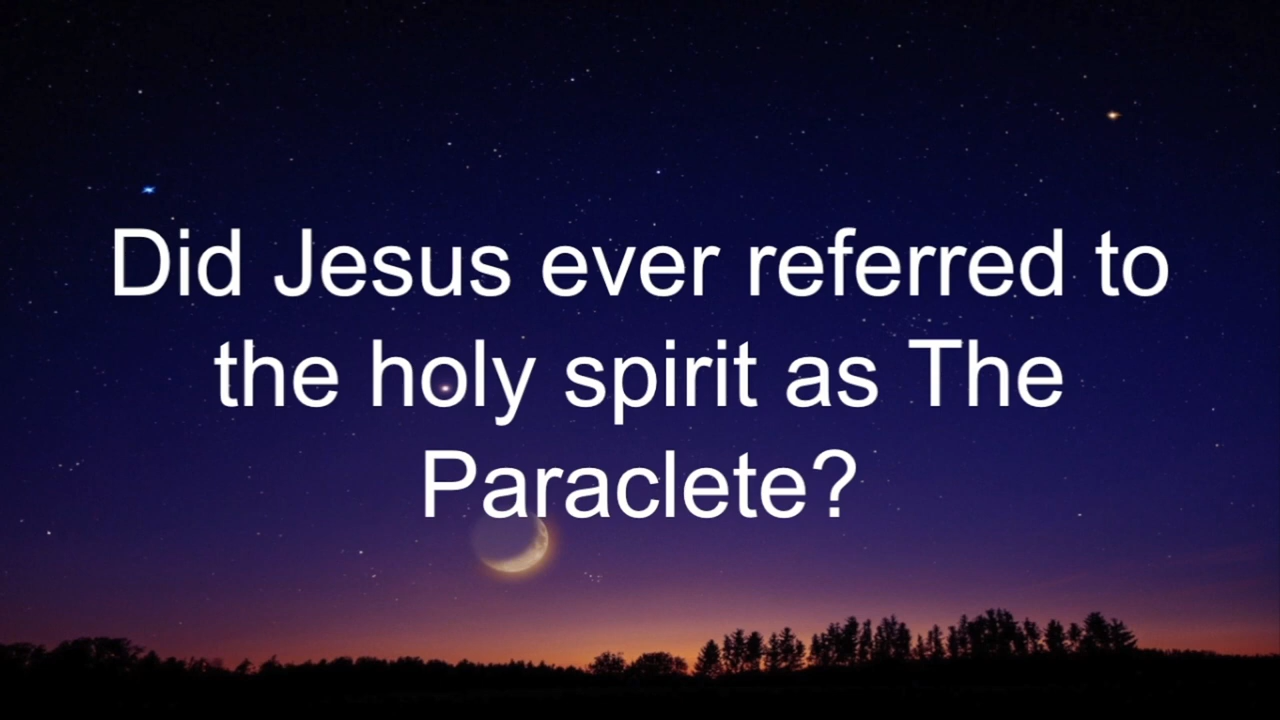 Did Jesus ever referred to
the holy spirit as The
Paraclete?